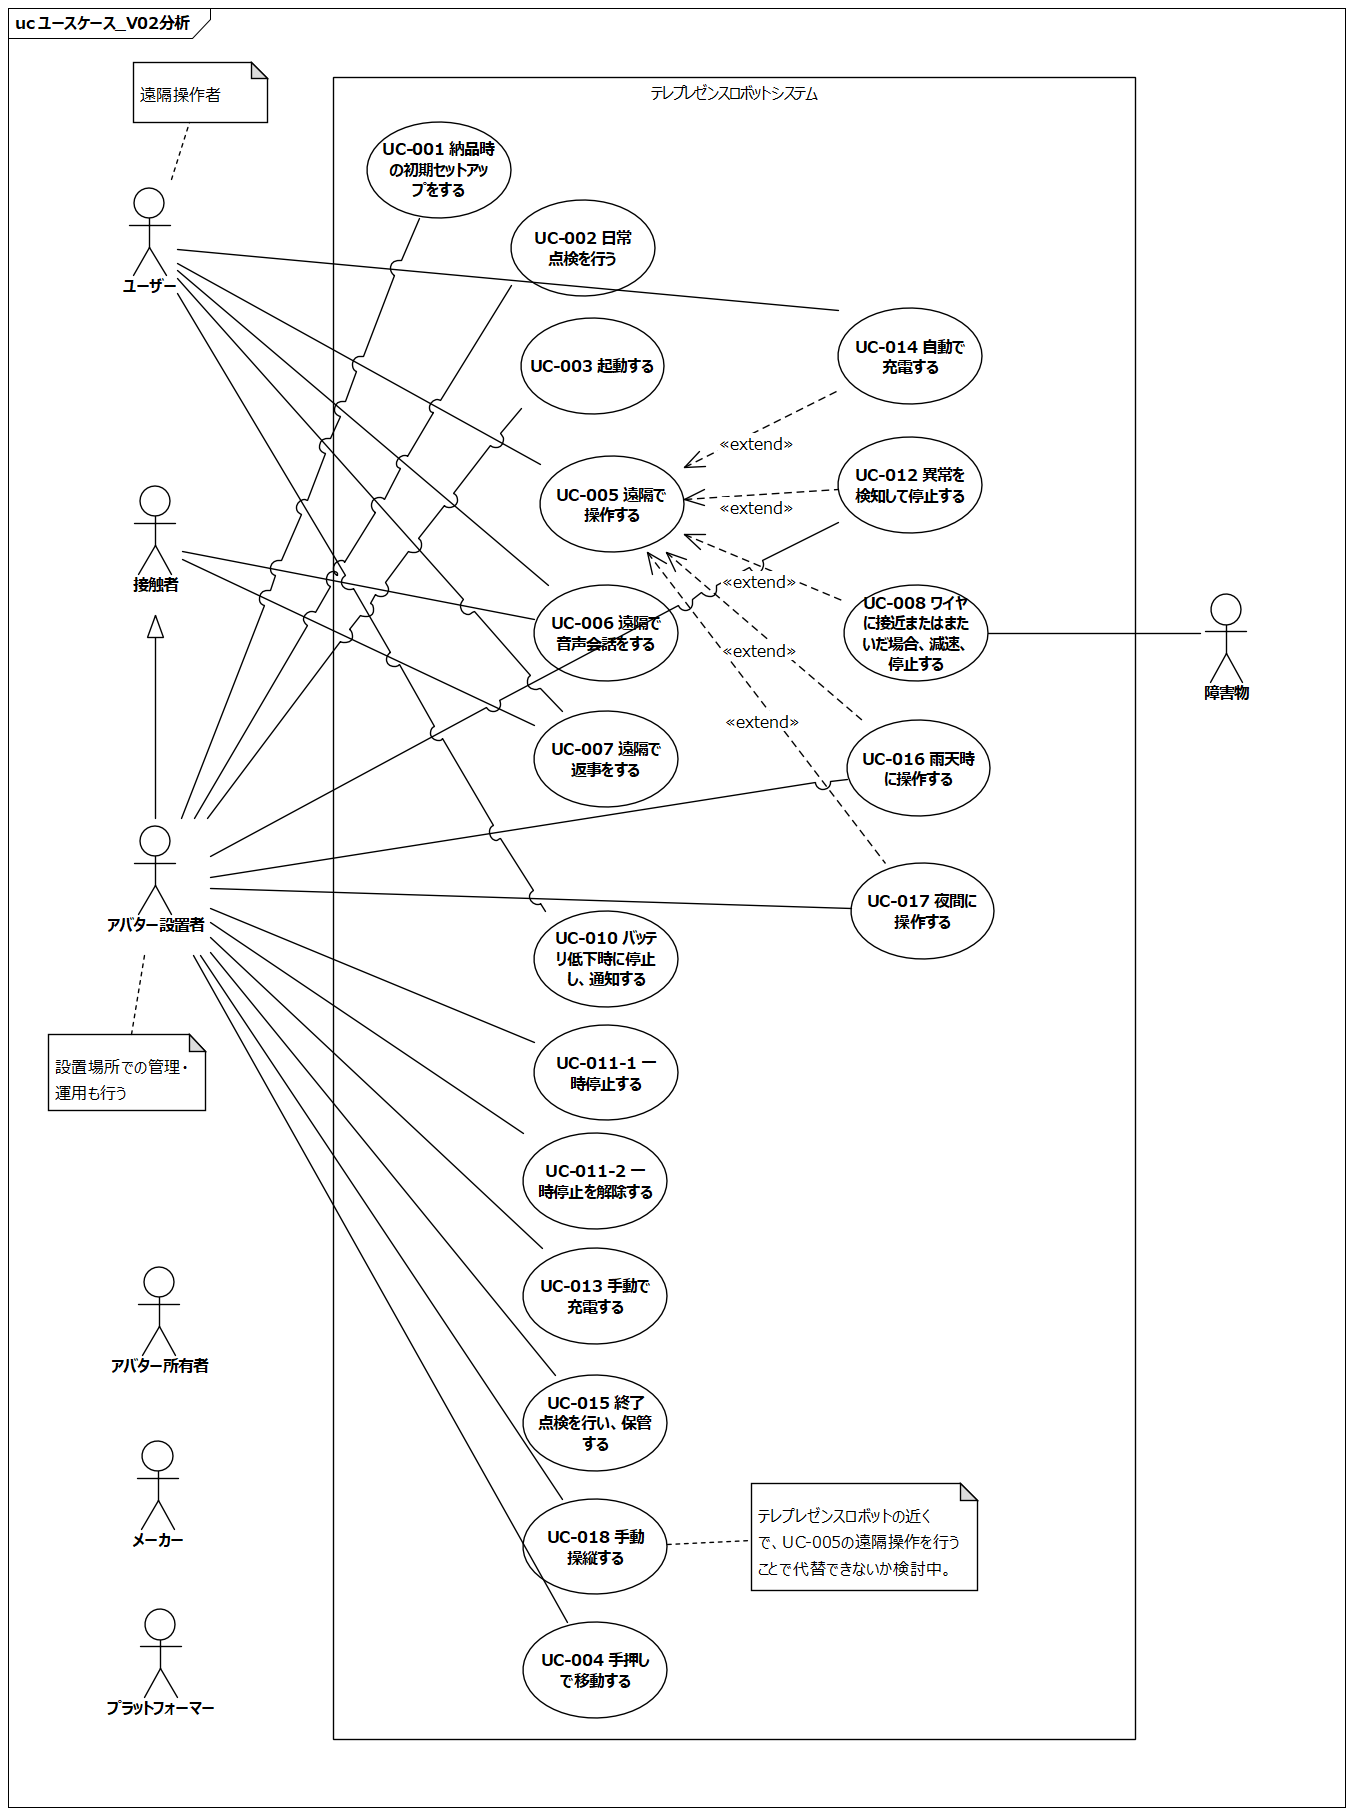 uc ユースケース_V02分析
遠隔操作者
テレプレゼンスロボットシステム
UC-001 納品時
の初期セットアッ
プをする
UC-002 日常
点検を行う
ユーザー
UC-003 起動する
UC-014 自動で
充電する
«extend»
UC-005 遠隔で
操作する
UC-012 異常を
検知して停止する
«extend»
接触者
«extend»
UC-006 遠隔で
音声会話をする
UC-008 ワイヤ
に接近またはまた
いだ場合、減速、
停止する
障害物
«extend»
«extend»
UC-007 遠隔で
返事をする
UC-016 雨天時
に操作する
アバター設置者
UC-017 夜間に
操作する
UC-010 バッテ
リ低下時に停止
し、通知する
設置場所での管理・
運用も行う
UC-011-1 一
時停止する
UC-011-2 一
時停止を解除する
UC-013 手動で
充電する
アバター所有者
UC-015 終了
点検を行い、保管
する
メーカー
UC-018 手動
操縦する
テレプレゼンスロボットの近く
で、UC-005の遠隔操作を行う
ことで代替できないか検討中。
UC-004 手押し
で移動する
プラットフォーマー